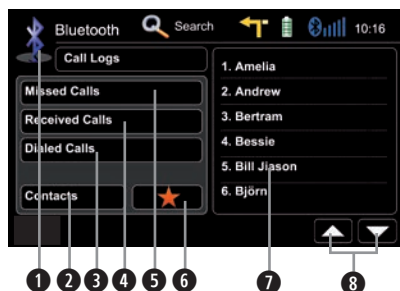 Bluetooth Search 10:16
Call Logs
Missed Calls
Received Calls
Dialed Calls
Contacts
1. Amelia
2. Andrew
3. Bertram
4. Bessie
5. Bill Jiason
6. Björn
1 2 3 4 5 6 7 8